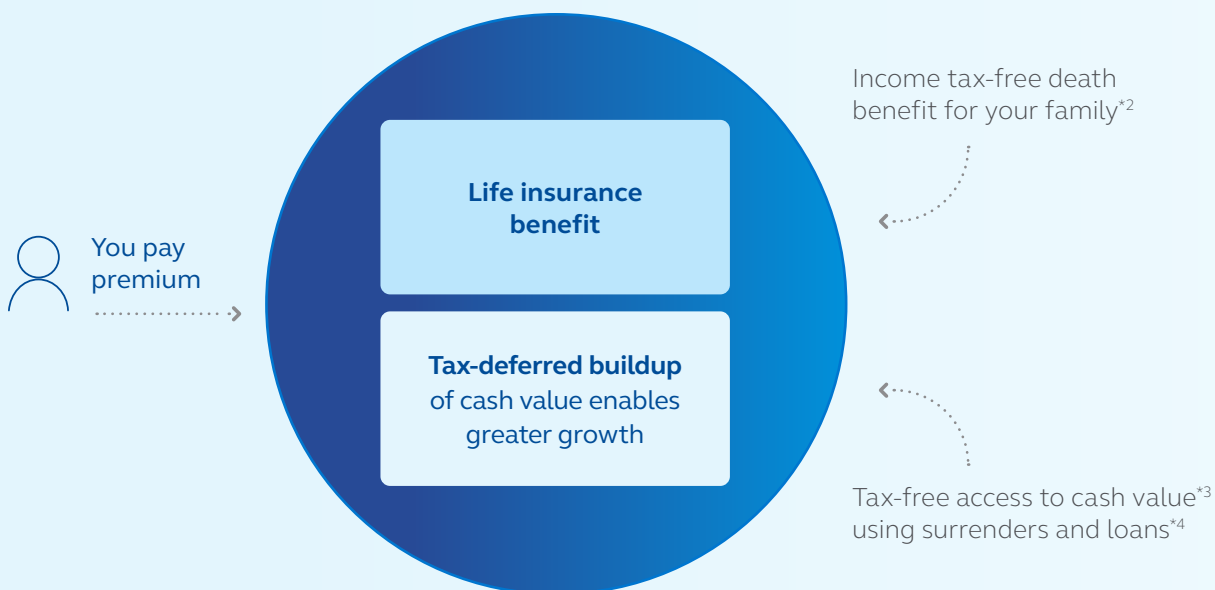 You pay
premium
Life insurance
benefit
Tax-deferred buildup
of cash value enables
greater growth
Income tax-free death
benefit for your family*2
Tax-free access to cash value*3
using surrenders and loans*4